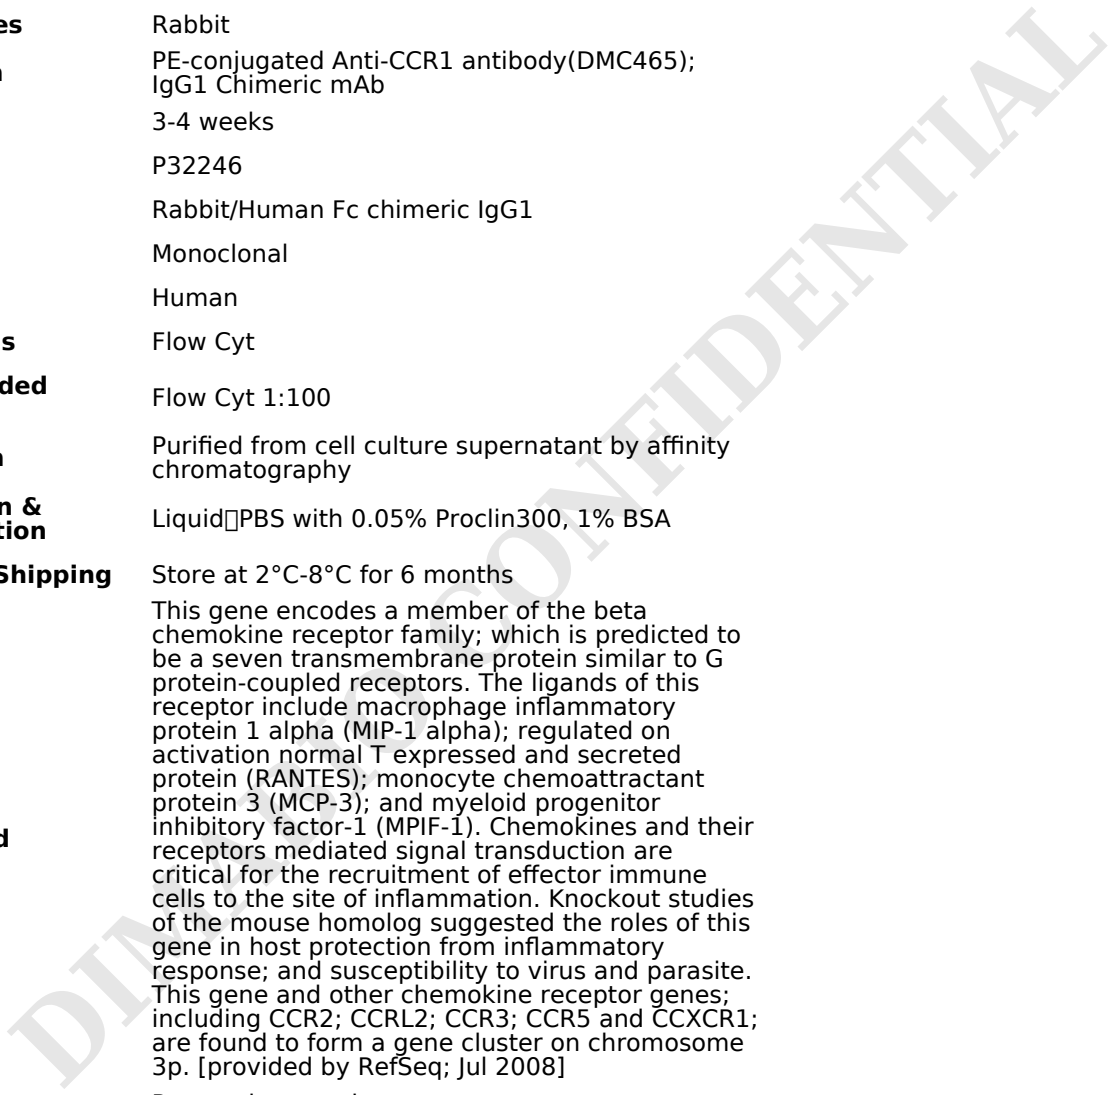 es Rabbit
n PE-conjugated Anti-CCR1 antibody(DMC465);
IgG1 Chimeric mAb
3-4 weeks
P32246
Rabbit/Human Fc chimeric IgG1
Monoclonal
Human
s Flow Cyt
ded
Flow Cyt 1:100
n Purified from cell culture supernatant by affinity
chromatography
n &
tion
Liquid▯PBS with 0.05% Proclin300, 1% BSA
Shipping Store at 2°C-8°C for 6 months
This gene encodes a member of the beta
chemokine receptor family; which is predicted to
be a seven transmembrane protein similar to G
protein-coupled receptors. The ligands of this
receptor include macrophage inflammatory
protein 1 alpha (MIP-1 alpha); regulated on
activation normal T expressed and secreted
protein (RANTES); monocyte chemoattractant
protein 3 (MCP-3); and myeloid progenitor
d inhibitory factor-1 (MPIF-1). Chemokines and their
receptors mediated signal transduction are
critical for the recruitment of effector immune
cells to the site of inflammation. Knockout studies
of the mouse homolog suggested the roles of this
gene in host protection from inflammatory
response; and susceptibility to virus and parasite.
This gene and other chemokine receptor genes;
including CCR2; CCRL2; CCR3; CCR5 and CCXCR1;
are found to form a gene cluster on chromosome
3p. [provided by RefSeq; Jul 2008]
DIMABIO CONFIDENTIAL